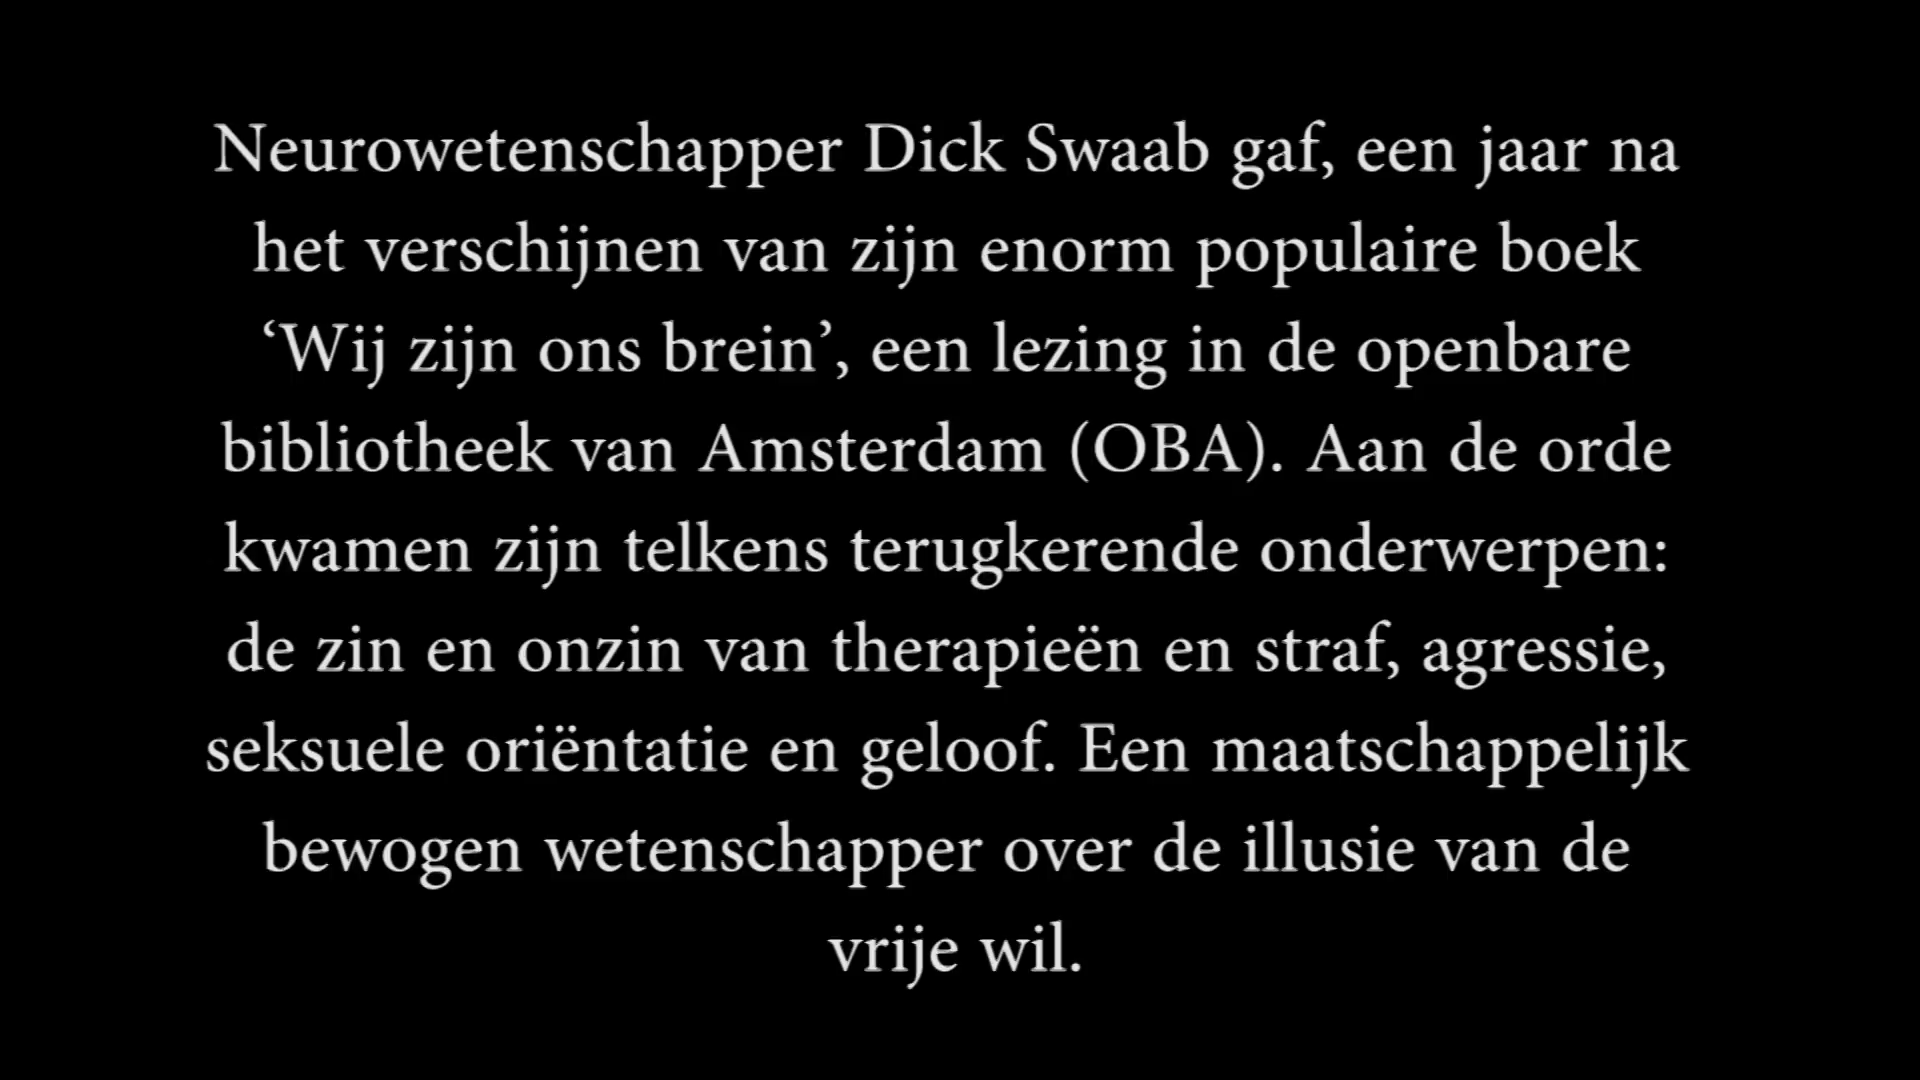 Neurowetenschapper Dick Swaab gaf, een jaar na
het verschijnen van zijn enorm populaire boek
‘Wij zijn ons brein’, een lezing in de openbare
bibliotheek van Amsterdam (OBA). Aan de orde
kwamen zijn telkens terugkerende onderwerpen:
de zin en onzin van therapieën en straf, agressie,
seksuele oriëntatie en geloof. Een maatschappelijk
bewogen wetenschapper over de illusie van de
vrije wil.